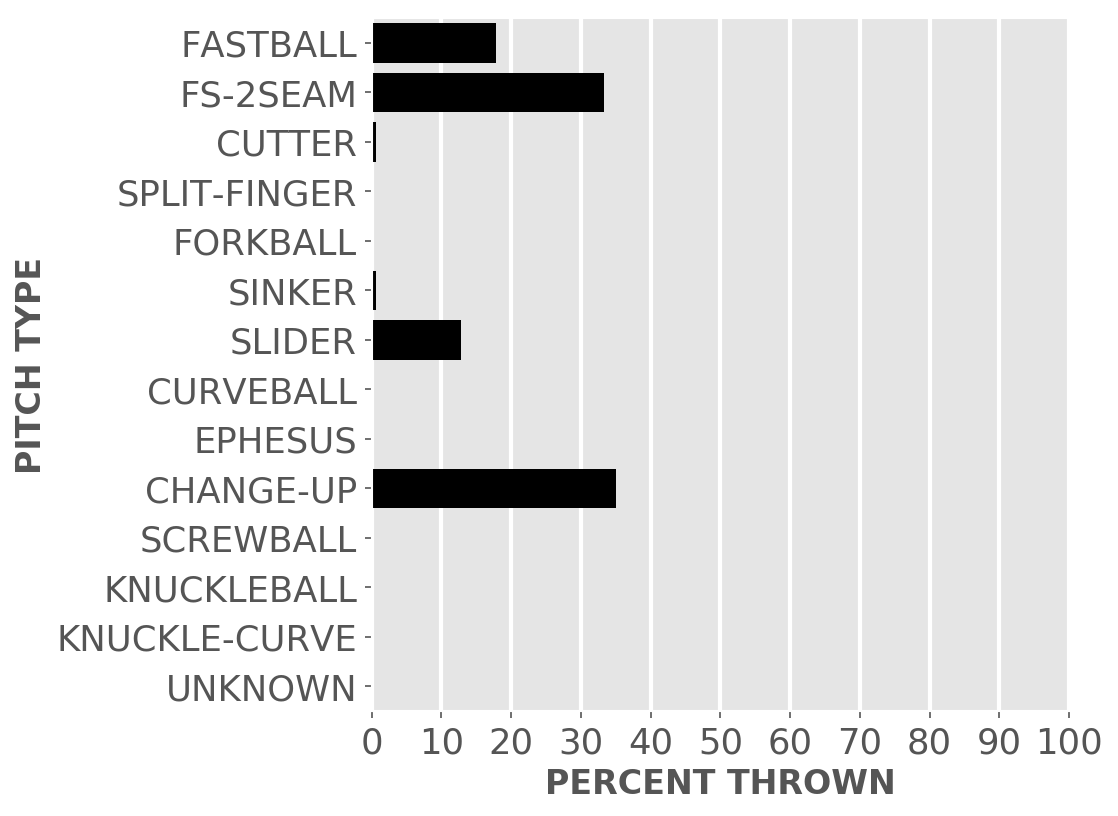 FASTBALL
FS-2SEAM
CUTTER
SPLIT-FINGER
FORKBALL
SINKER
SLIDER
CURVEBALL
EPHESUS
CHANGE-UP
SCREWBALL
KNUCKLEBALL
KNUCKLE-CURVE
UNKNOWN
PITCH TYPE
0 10 20 30 40 50 60 70 80 90 100
PERCENT THROWN